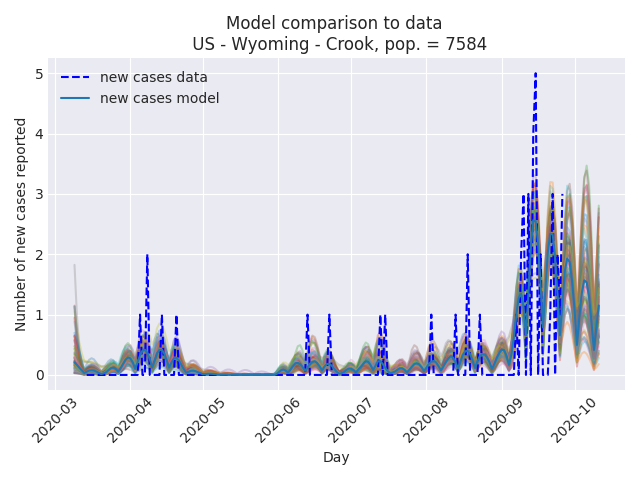 Model comparison to data
US - Wyoming - Crook, pop. = 7584
new cases data
new cases model
Number of new cases reported
5
4
3
2
1
0
2020-03
2020-04
2020-05
2020-06
2020-07
2020-08
2020-09
2020-10
Day